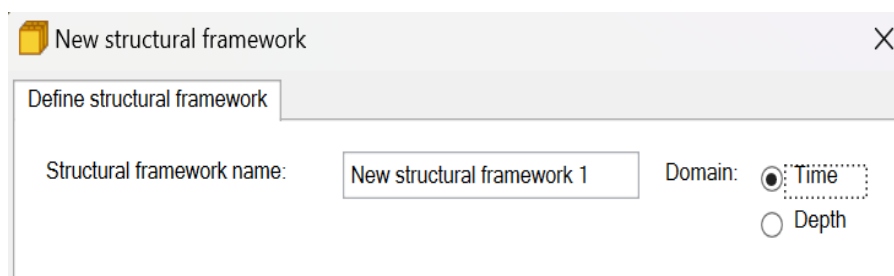 New structural framework
Define structural framework
Structural framework name: New structural framework 1 Domain: Time
Depth